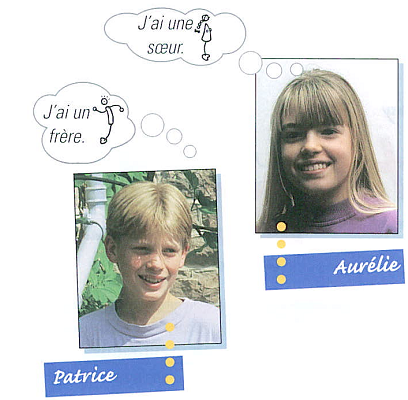 J'ai une
sœur.
J'ai un
frère.
Aurélie
Patrice